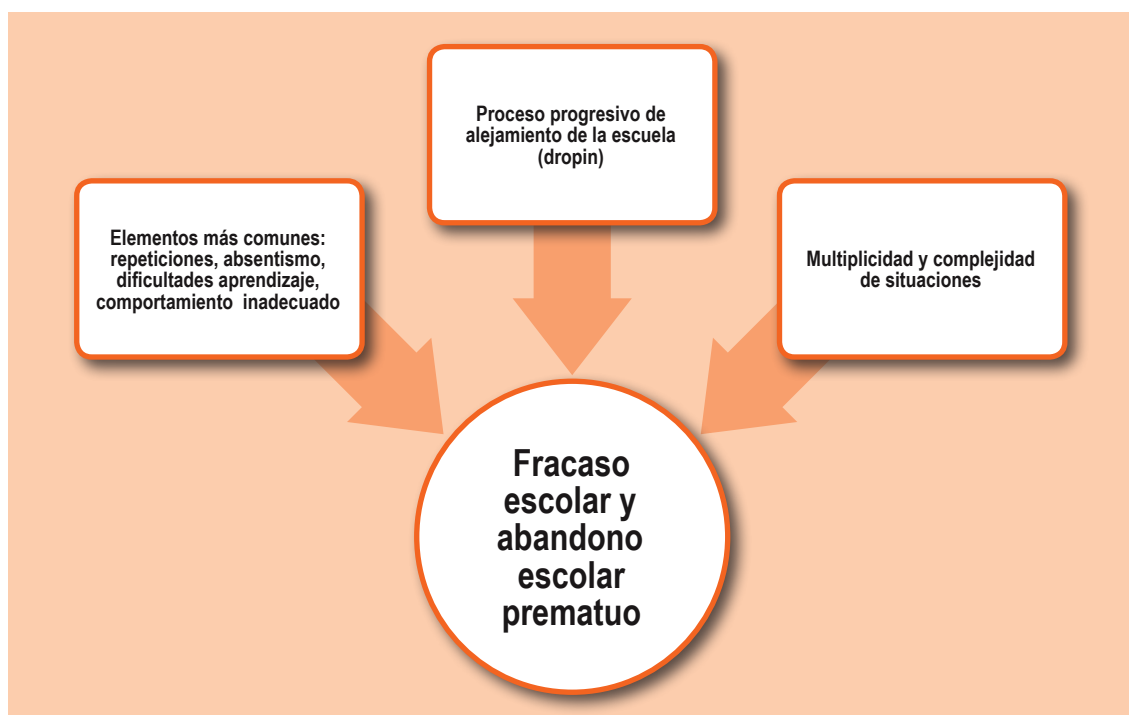 Proceso progresivo de
alejamiento de la escuela
(dropin)
Elementos más comunes:
repeticiones, absentismo,
dificultades aprendizaje,
comportamiento inadecuado
Multiplicidad y complejidad
de situaciones
Fracaso
escolar y
abandono
escolar
prematuo